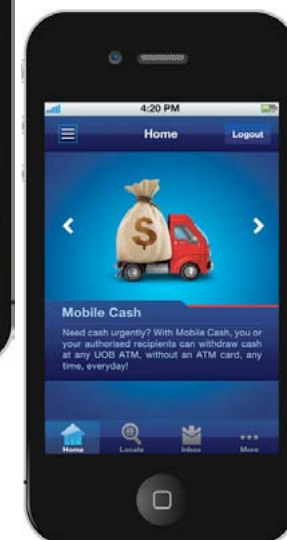 4:20 PM
Home
Logout
$
Mobile Cash
Need cash urgently? With Mobile Cash, you or
your authorised recipients can withdraw cash
at any UOB ATM, without an ATM card, any
time, everyday!
Home
Locate
Inbox
More